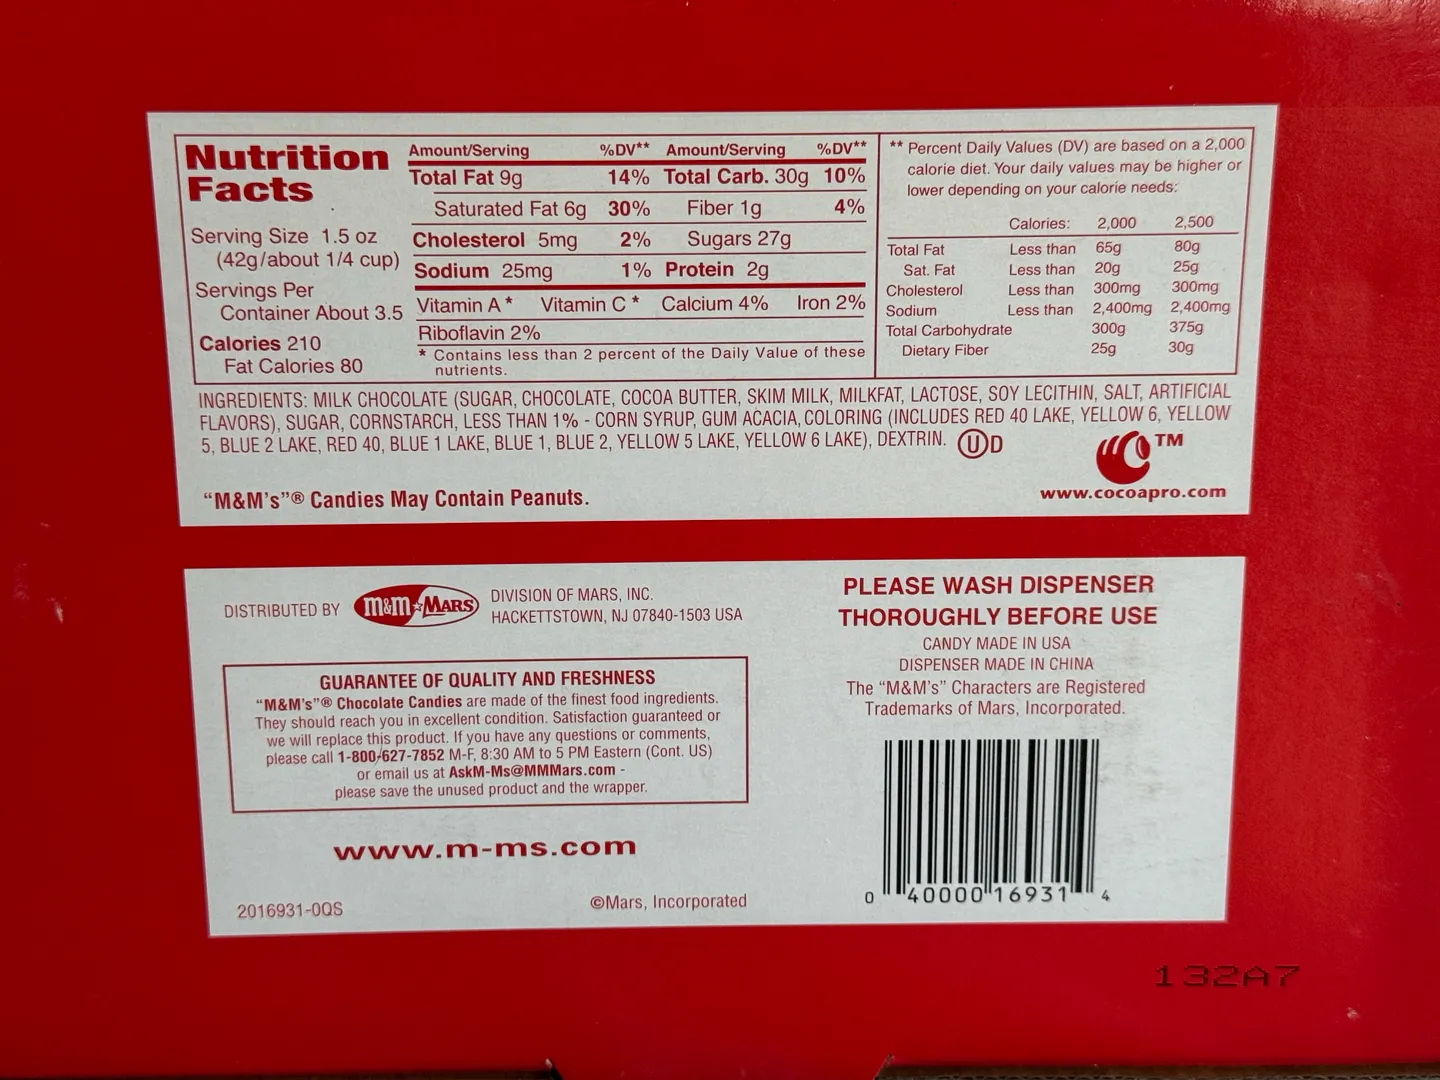 Nutrition
Facts
Serving Size 1.5 oz
(42g/about 1/4 cup)
Servings Per
Container About 3.5
Calories 210
Fat Calories 80
Amount/Serving %DV** Amount/Serving %DV**
Total Fat 9g 14% Total Carb. 30g 10%
Saturated Fat 6g 30% Fiber 1g 4%
Cholesterol 5mg 2% Sugars 27g
Sodium 25mg 1% Protein 2g
Vitamin A * Vitamin C * Calcium 4% Iron 2%
Riboflavin 2%
* Contains less than 2 percent of the Daily Value of these
nutrients.
** Percent Daily Values (DV) are based on a 2,000
calorie diet. Your daily values may be higher or
lower depending on your calorie needs:
Calories: 2,000 2,500
Total Fat Less than 65g 80g
Sat. Fat Less than 20g 25g
Cholesterol Less than 300mg 300mg
Sodium Less than 2,400mg 2,400mg
Total Carbohydrate 300g 375g
Dietary Fiber 25g 30g
INGREDIENTS: MILK CHOCOLATE (SUGAR, CHOCOLATE, COCOA BUTTER, SKIM MILK, MILKFAT, LACTOSE, SOY LECITHIN, SALT, ARTIFICIAL
FLAVORS), SUGAR, CORNSTARCH, LESS THAN 1% - CORN SYRUP, GUM ACACIA, COLORING (INCLUDES RED 40 LAKE, YELLOW 6, YELLOW
5, BLUE 2 LAKE, RED 40, BLUE 1 LAKE, BLUE 1, BLUE 2, YELLOW 5 LAKE, YELLOW 6 LAKE), DEXTRIN. U D
TM
www.cocoapro.com
"M&M's"® Candies May Contain Peanuts.
DISTRIBUTED BY m&m MARS DIVISION OF MARS, INC.
HACKETTSTOWN, NJ 07840-1503 USA
GUARANTEE OF QUALITY AND FRESHNESS
"M&M's"® Chocolate Candies are made of the finest food ingredients.
They should reach you in excellent condition. Satisfaction guaranteed or
we will replace this product. If you have any questions or comments,
please call 1-800-627-7852 M-F, 8:30 AM to 5 PM Eastern (Cont. US)
or email us at AskM-Ms@MMMars.com -
please save the unused product and the wrapper.
www.m-ms.com
2016931-0QS
©Mars, Incorporated
PLEASE WASH DISPENSER
THOROUGHLY BEFORE USE
CANDY MADE IN USA
DISPENSER MADE IN CHINA
The "M&M's" Characters are Registered
Trademarks of Mars, Incorporated.
0 40000 16931 4
132A7